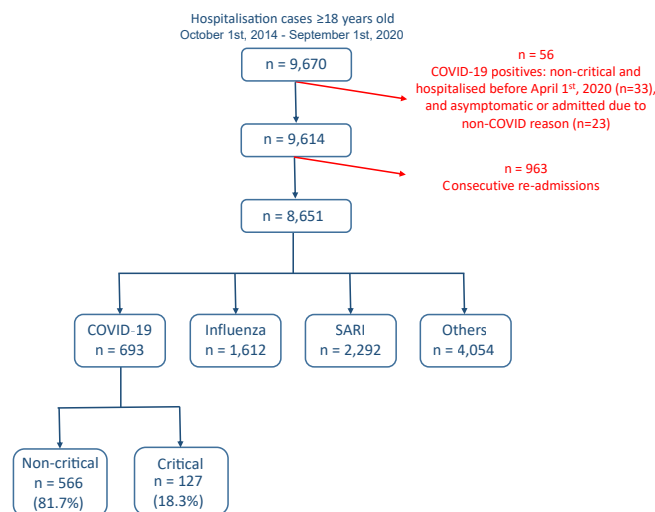 Hospitalisation cases ≥18 years old
October 1st, 2014 - September 1st, 2020
n = 9,670
n = 56
COVID-19 positives: non-critical and
hospitalised before April 1st, 2020 (n=33),
and asymptomatic or admitted due to
non-COVID reason (n=23)
n = 9,614
n = 963
Consecutive re-admissions
n = 8,651
COVID-19
n = 693
Influenza
n = 1,612
SARI
n = 2,292
Others
n = 4,054
Non-critical
n = 566
(81.7%)
Critical
n = 127
(18.3%)